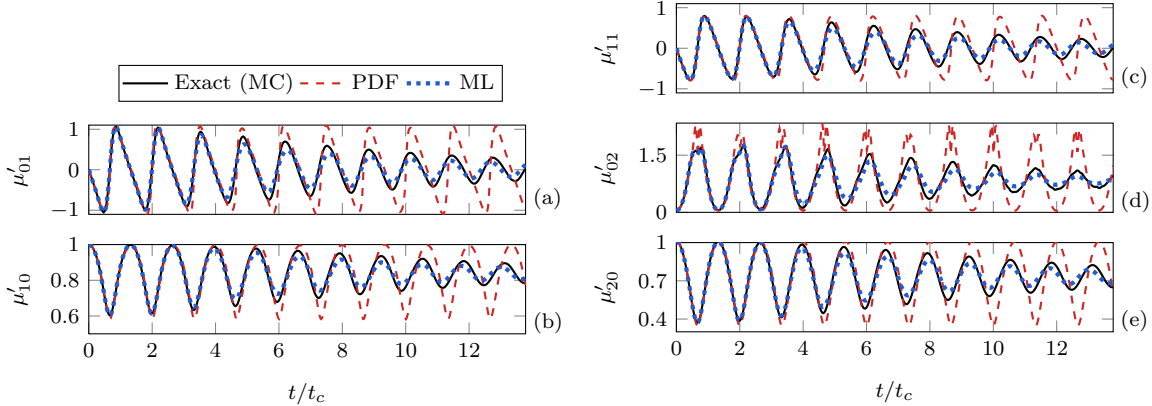 Exact (MC) PDF ML
1
0
−1
μ′01
(a)
1
0.8
0.6
μ′10
(b)
0 2 4 6 8 10 12
t/tc
1
0
−1
μ′11
(c)
1.5
0
μ′02
(d)
1
0.7
0.4
μ′20
(e)
0 2 4 6 8 10 12
t/tc